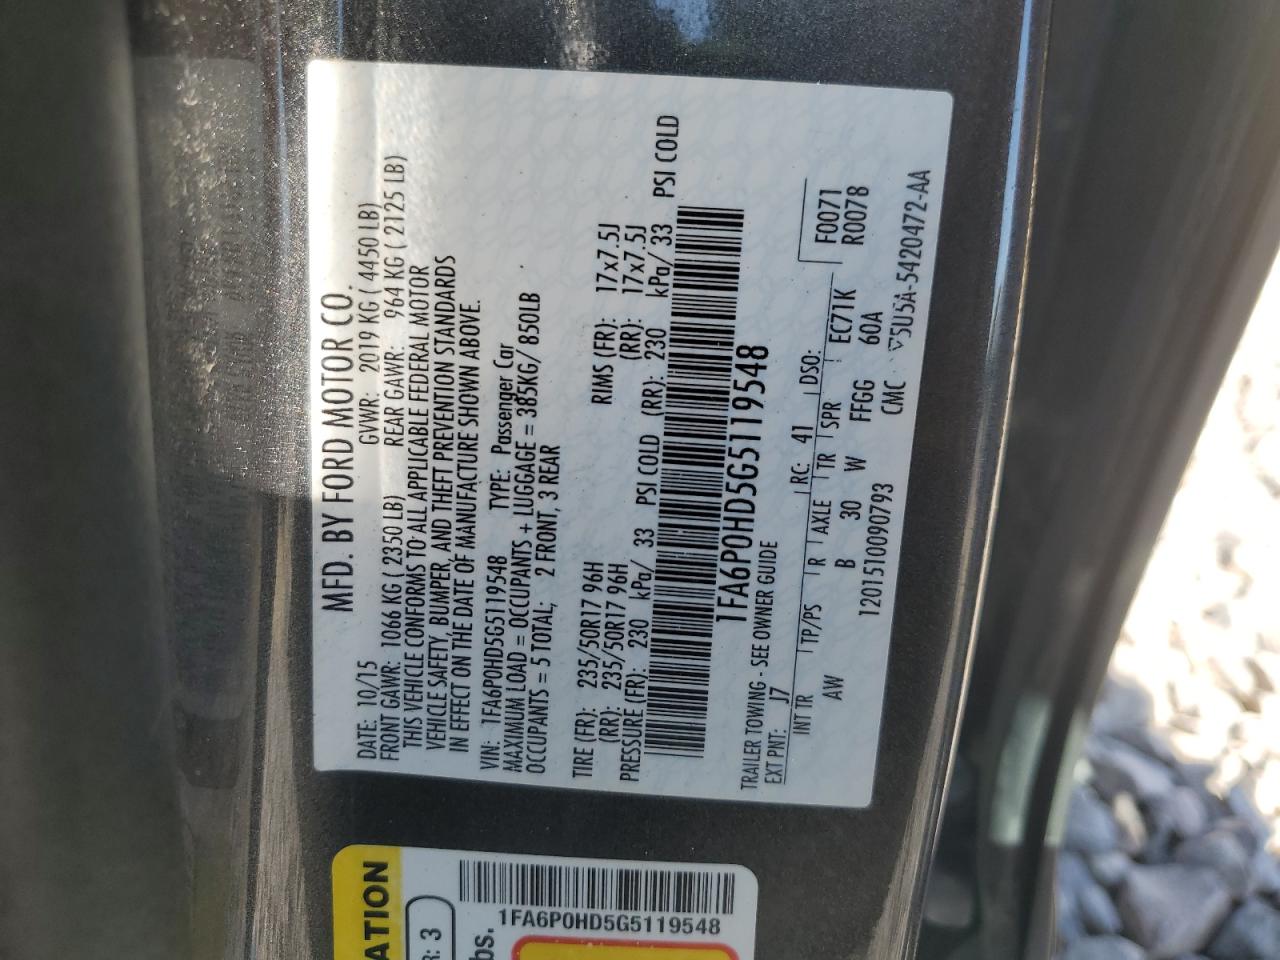 MFD. BY FORD MOTOR CO.
DATE: 10/15 GVWR: 2019 KG ( 4450 LB)
FRONT GAWR: 1066 KG ( 2350 LB) REAR GAWR: 964 KG ( 2125 LB)
THIS VEHICLE CONFORMS TO ALL APPLICABLE FEDERAL MOTOR
VEHICLE SAFETY, BUMPER, AND THEFT PREVENTION STANDARDS
IN EFFECT ON THE DATE OF MANUFACTURE SHOWN ABOVE.
VIN: 1FA6P0HD5G5119548 TYPE: Passenger Car
MAXIMUM LOAD = OCCUPANTS + LUGGAGE = 385KG/ 850LB
OCCUPANTS = 5 TOTAL; 2 FRONT, 3 REAR
TIRE (FR): 235/50R17 96H RIMS (FR): 17x7.5J
(RR): 235/50R17 96H (RR): 17x7.5J
PRESSURE (FR): 230 kPa/ 33 PSI COLD (RR): 230 kPa/ 33 PSI COLD
1FA6P0HD5G5119548
TRAILER TOWING - SEE OWNER GUIDE
EXT PNT: J7 RC: 41 DSO: F0071
INT TR TP/PS R AXLE TR SPR EC71K R0078
AW B 30 W FFGG 60A
1201510090793 CMC 5U5A-5420472-AA
ATION
R: 3
bs.
1FA6P0HD5G5119548